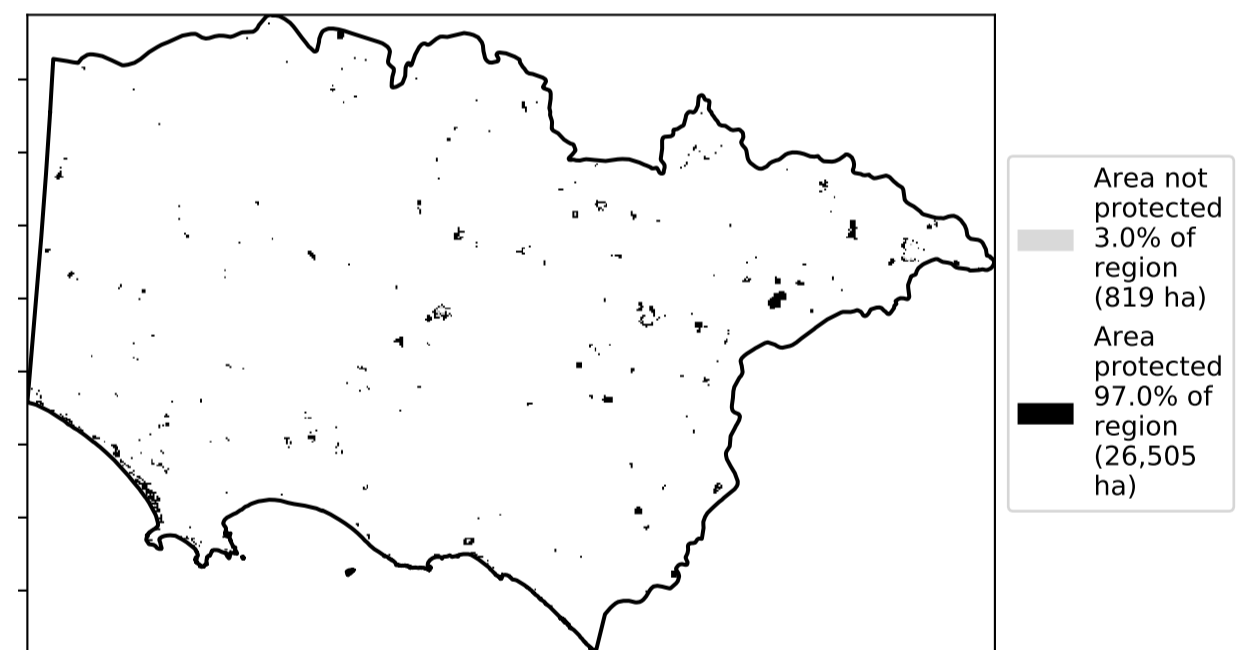 Area not
protected
3.0% of
region
(819 ha)
Area
protected
97.0% of
region
(26,505
ha)